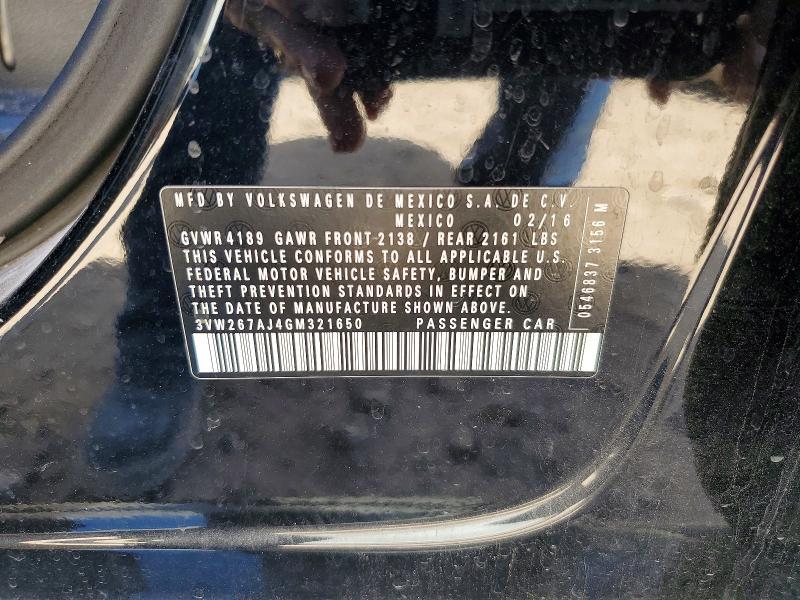 MFD BY VOLKSWAGEN DE MEXICO S.A. DE C.V.
MEXICO 02/16
GVWR 4189 GAWR FRONT 2138 / REAR 2161 LBS
THIS VEHICLE CONFORMS TO ALL APPLICABLE U.S.
FEDERAL MOTOR VEHICLE SAFETY, BUMPER AND
THEFT PREVENTION STANDARDS IN EFFECT ON
THE DATE OF MANUFACTURE SHOWN ABOVE.
3VW267AJ4GM321650 PASSENGER CAR
0546837 3156 M